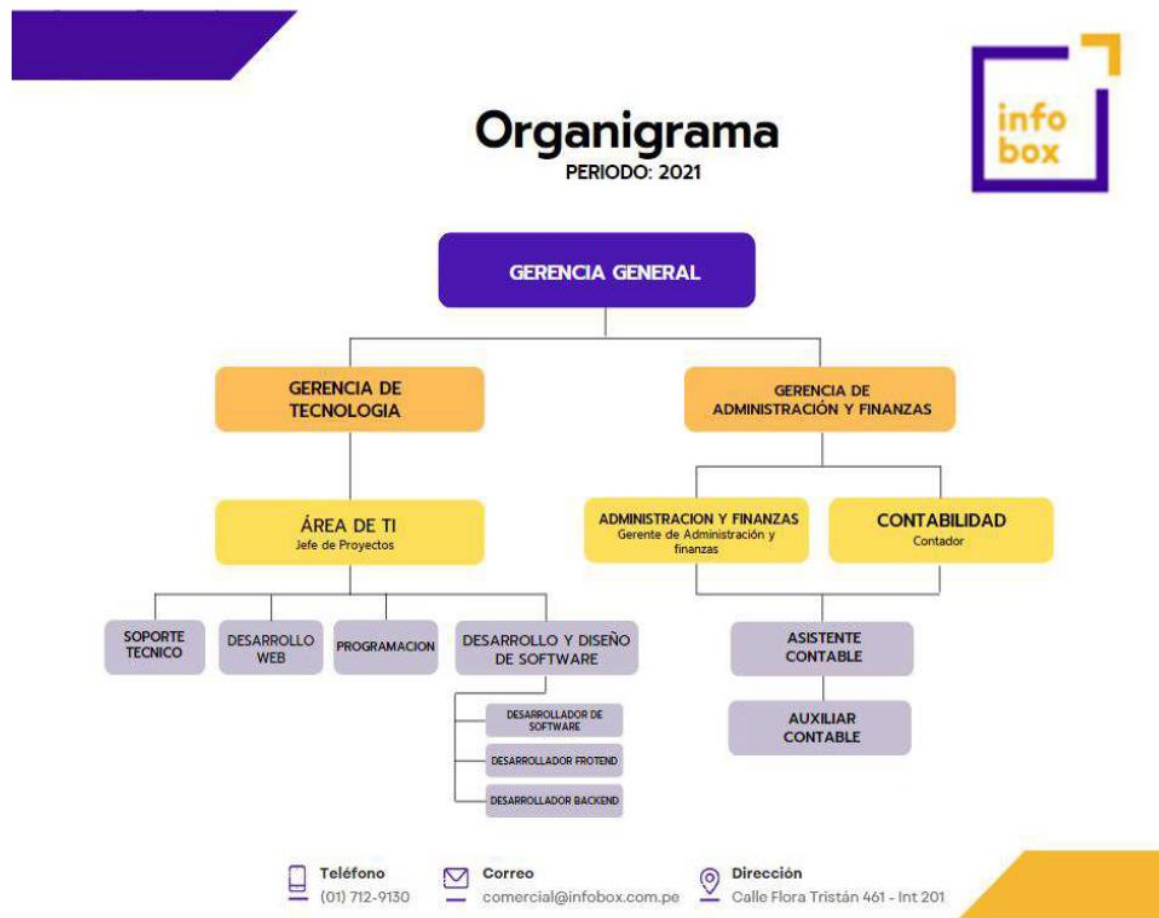 info
box
Organigrama
PERIODO: 2021
GERENCIA GENERAL
GERENCIA DE
TECNOLOGIA
GERENCIA DE
ADMINISTRACIÓN Y FINANZAS
ÁREA DE TI
Jefe de Proyectos
ADMINISTRACION Y FINANZAS
Gerente de Administración y
finanzas
CONTABILIDAD
Contador
SOPORTE
TECNICO
DESARROLLO
WEB
PROGRAMACION
DESARROLLO Y DISEÑO
DE SOFTWARE
ASISTENTE
CONTABLE
DESARROLLADOR DE
SOFTWARE
DESARROLLADOR FROTEND
DESARROLLADOR BACKEND
AUXILIAR
CONTABLE
Teléfono
(01) 712-9130
Correo
comercial@infobox.com.pe
Dirección
Calle Flora Tristán 461 - Int 201